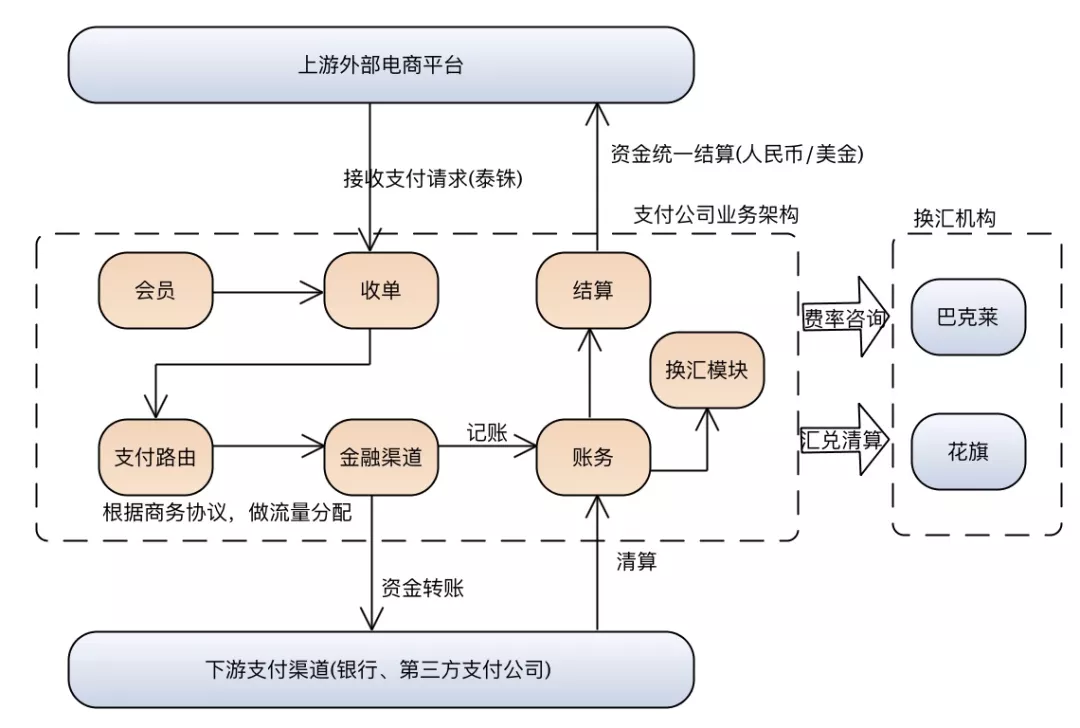 上游外部电商平台
资金统一结算(人民币/美金)
接收支付请求(泰铢)
支付公司业务架构
换汇机构
会员
收单
结算
费率咨询
巴克莱
换汇模块
支付路由
金融渠道
记账
账务
汇兑清算
花旗
根据商务协议，做流量分配
清算
资金转账
下游支付渠道(银行、第三方支付公司)